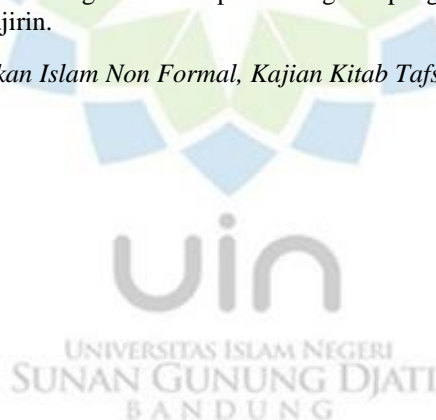 jirin.
kan Islam Non Formal, Kajian Kitab Tafs
uin
UNIVERSITAS ISLAM NEGERI
SUNAN GUNUNG DJATI
BANDUNG